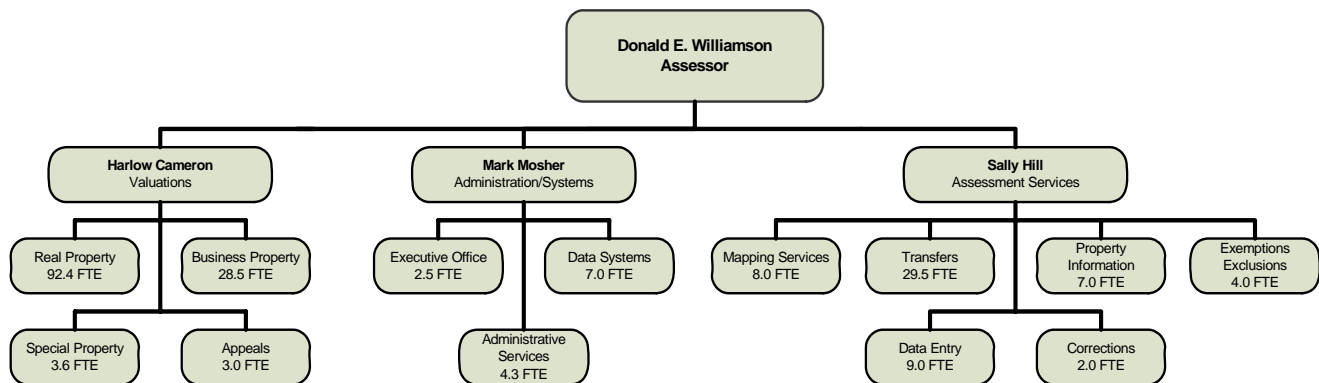 Donald E. Williamson
Assessor
Harlow Cameron
Valuations
Mark Mosher
Administration/Systems
Sally Hill
Assessment Services
Real Property
92.4 FTE
Business Property
28.5 FTE
Executive Office
2.5 FTE
Data Systems
7.0 FTE
Mapping Services
8.0 FTE
Transfers
29.5 FTE
Property
Information
7.0 FTE
Exemptions
Exclusions
4.0 FTE
Special Property
3.6 FTE
Appeals
3.0 FTE
Administrative
Services
4.3 FTE
Data Entry
9.0 FTE
Corrections
2.0 FTE